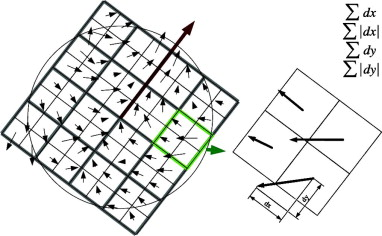 ∑ dx
∑ |dx|
∑ dy
∑ |dy|
dx
dy